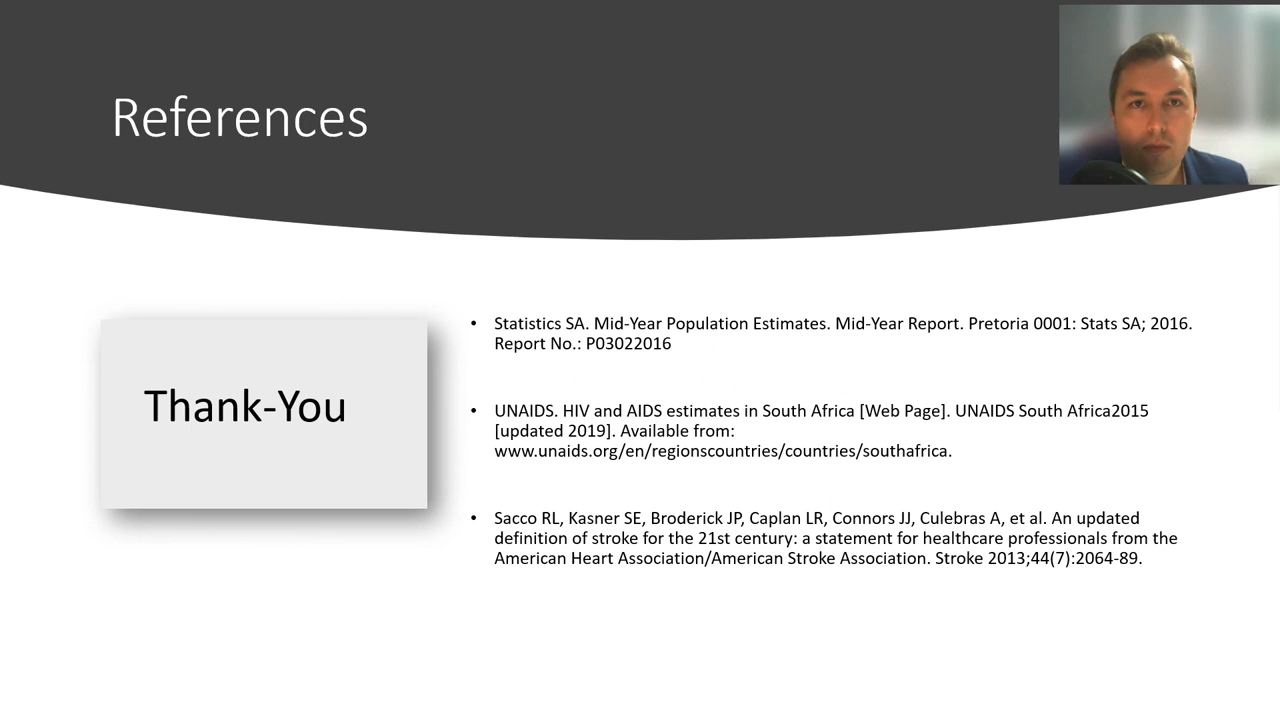 References
Thank-You
• Statistics SA. Mid-Year Population Estimates. Mid-Year Report. Pretoria 0001: Stats SA; 2016.
Report No.: P03022016
• UNAIDS. HIV and AIDS estimates in South Africa [Web Page]. UNAIDS South Africa2015
[updated 2019]. Available from:
www.unaids.org/en/regionscountries/countries/southafrica.
• Sacco RL, Kasner SE, Broderick JP, Caplan LR, Connors JJ, Culebras A, et al. An updated
definition of stroke for the 21st century: a statement for healthcare professionals from the
American Heart Association/American Stroke Association. Stroke 2013;44(7):2064-89.